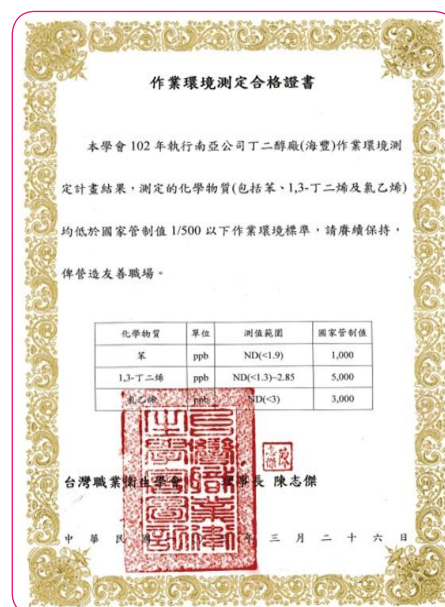 作業環境測定合格證書
本學會 102 年執行南亞公司丁二醇廠(海豐)作業環境測
定計畫結果，測定的化學物質(包括苯、1,3-丁二烯及氯乙烯)
均低於國家管制值 1/500 以下作業環境標準，請賡續保持，
俾營造友善職場。
化學物質 單位 測值範圍 國家管制值
苯 ppb ND(<1.9) 1,000
1,3-丁二烯 ppb ND(<1.3)~2.85 5,000
氯乙烯 ppb ND(<3) 3,000
台灣職業衛生學會 理事長 陳志傑
中華民國 年三月二十六日